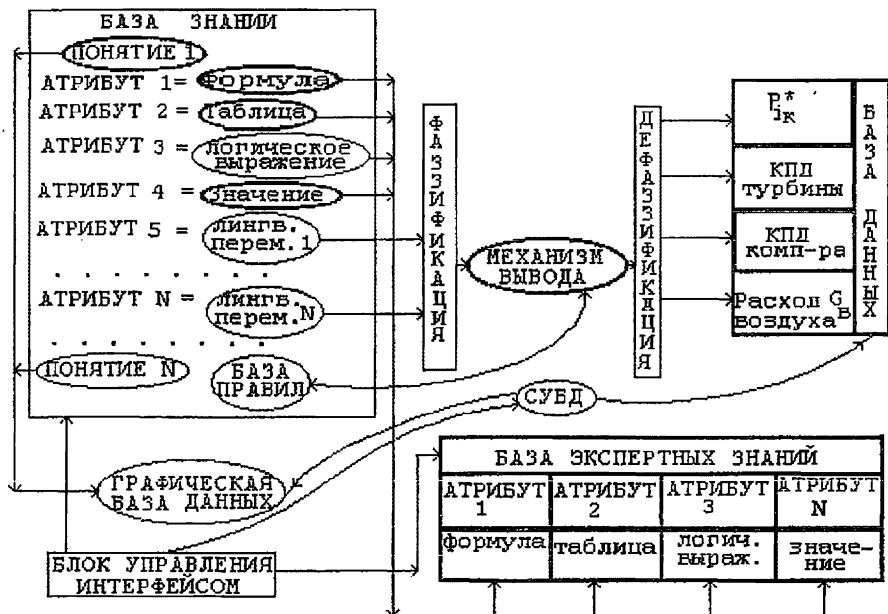 БАЗА ЗНАНИЙ
ПОНЯТИЕ 1
АТРИБУТ 1= Формула
АТРИБУТ 2 = таблица
АТРИБУТ 3 = логическое
выражение
АТРИБУТ 4 = Значение
АТРИБУТ 5 = лингв.
перем.1
. . . . . . . . .
АТРИБУТ N = лингв.
перем.N
. . . . . . . . .
ПОНЯТИЕ N
БАЗА
ПРАВИЛ
ФАЗЗИФИКАЦИЯ
МЕХАНИЗМ
ВЫВОДА
ДЕФАЗЗИФИКАЦИЯ
P*к
КПД
турбины
КПД
комп-ра
Расход GВ
воздуха
БАЗА ДАННЫХ
СУБД
ГРАФИЧЕСКАЯ
БАЗА ДАННЫХ
БЛОК УПРАВЛЕНИЯ
ИНТЕРФЕЙСОМ
БАЗА ЭКСПЕРТНЫХ ЗНАНИЙ
АТРИБУТ АТРИБУТ АТРИБУТ АТРИБУТ
1 2 3 N
формула таблица логич. значе-
выраж. ние